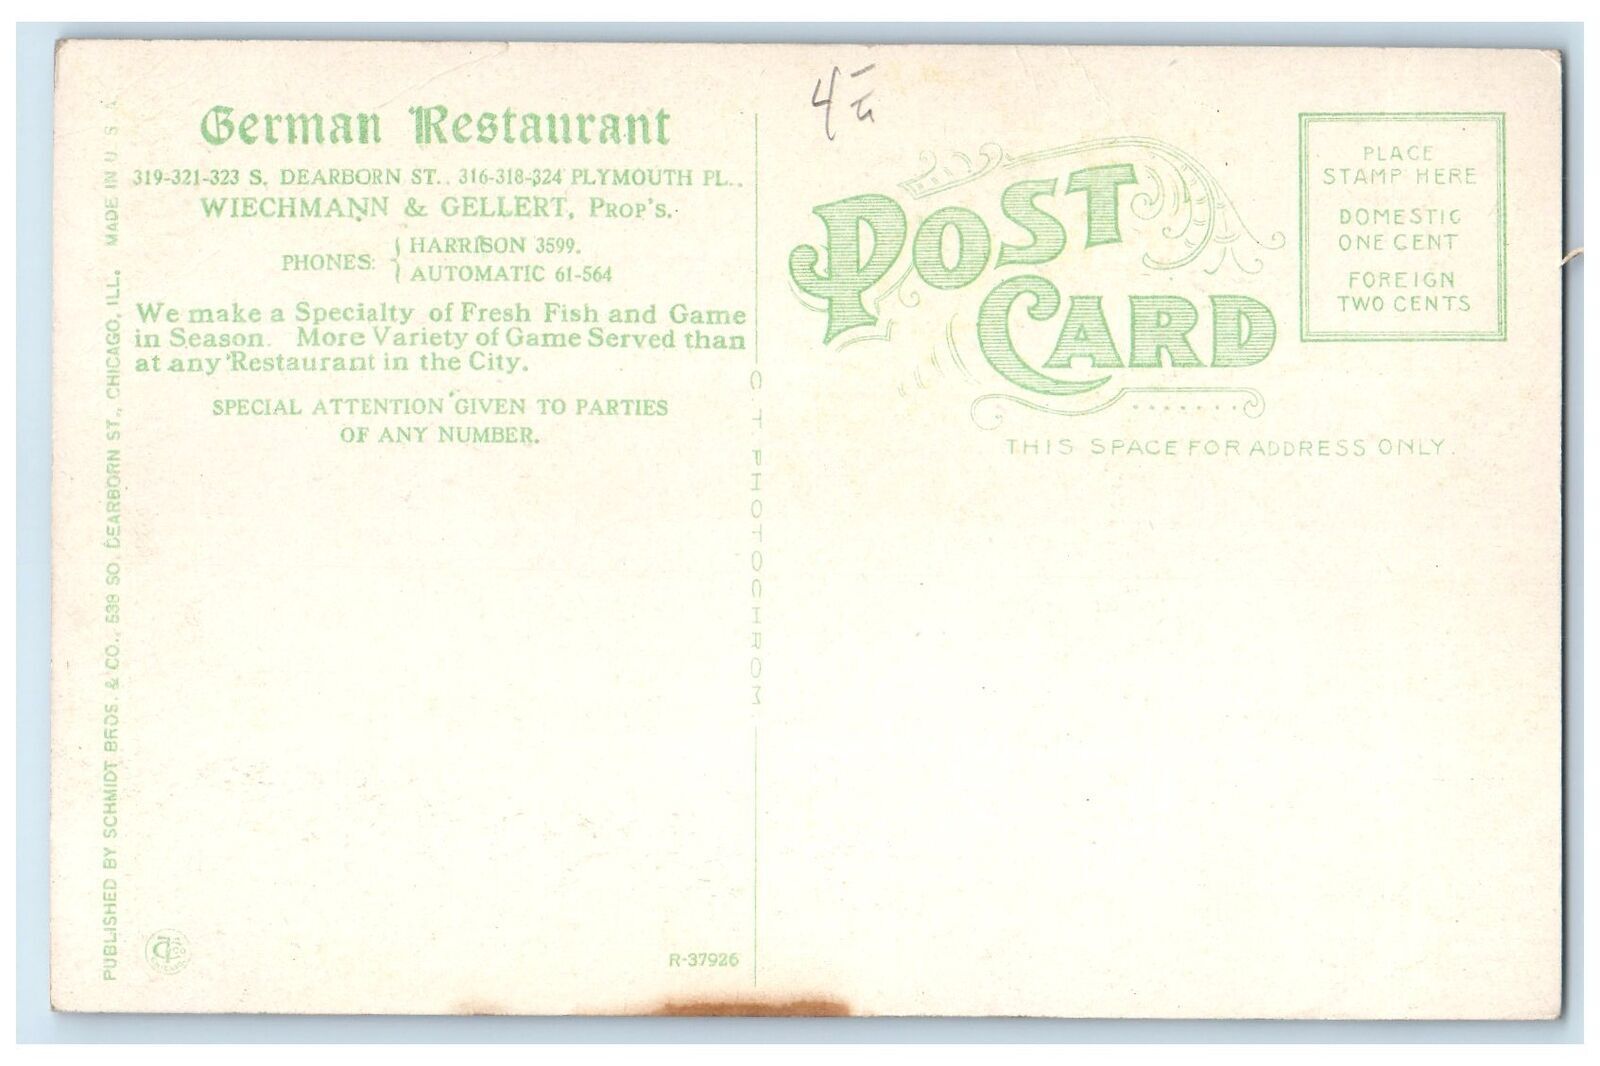 German Restaurant
319-321-323 S. DEARBORN ST.. 316-318-324 PLYMOUTH PL..
WIECHMANN & GELLERT, PROP'S.
PHONES: { HARRISON 3599.
AUTOMATIC 61-564
We make a Specialty of Fresh Fish and Game
in Season. More Variety of Game Served than
at any Restaurant in the City.
SPECIAL ATTENTION GIVEN TO PARTIES
OF ANY NUMBER.
PUBLISHED BY SCHMIDT BROS. & CO., 538 SO. DEARBORN ST., CHICAGO, ILL. MADE IN U S A
R-37926
C T PHOTOCHROM
POST CARD
THIS SPACE FOR ADDRESS ONLY.
PLACE
STAMP HERE
DOMESTIC
ONE CENT
FOREIGN
TWO CENTS